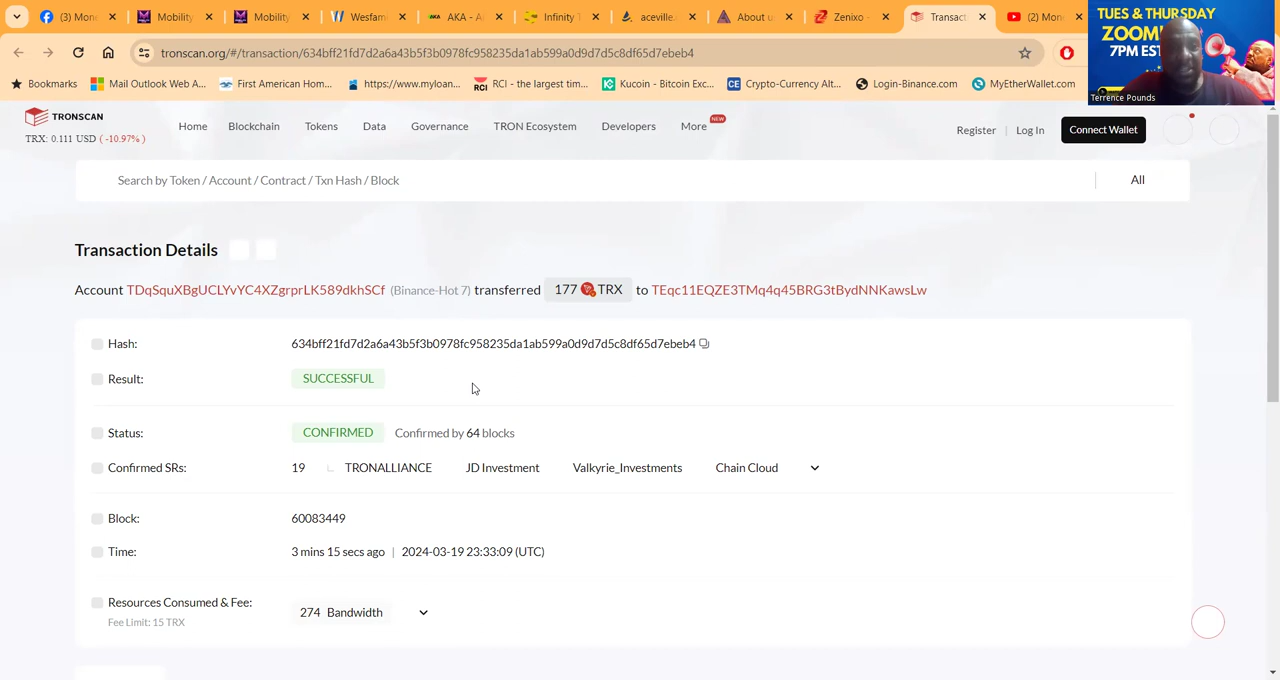 (3) Mone
Mobility
Mobility
Wesfam
AKA - A
Infinity T
aceville.c
About u
Zenixo -
Transact
(2) Mone
tronscan.org/#/transaction/634bff21fd7d2a6a43b5f3b0978fc958235da1ab599a0d9d7d5c8df65d7ebeb4
Bookmarks
Mail Outlook Web A...
First American Hom...
https://www.myloan...
RCI - the largest tim...
Kucoin - Bitcoin Exc...
Crypto-Currency Alt...
Login-Binance.com
MyEtherWallet.com
TUES & THURSDAY
ZOOM
7PM EST
Terrence Pounds
TRONSCAN
TRX: 0.111 USD ( -10.97% )
Home
Blockchain
Tokens
Data
Governance
TRON Ecosystem
Developers
More
NEW
Register | Log In
Connect Wallet
Search by Token / Account / Contract / Txn Hash / Block
All
Transaction Details
Account TDqSquXBgUCLYvYC4XZgrprLK589dkhSCf (Binance-Hot 7) transferred 177 TRX to TEqc11EQZE3TMq4q45BRG3tBydNNKawsLw
Hash: 634bff21fd7d2a6a43b5f3b0978fc958235da1ab599a0d9d7d5c8df65d7ebeb4
Result: SUCCESSFUL
Status: CONFIRMED Confirmed by 64 blocks
Confirmed SRs: 19 TRONALLIANCE JD Investment Valkyrie_Investments Chain Cloud
Block: 60083449
Time: 3 mins 15 secs ago | 2024-03-19 23:33:09 (UTC)
Resources Consumed & Fee: 274 Bandwidth
Fee Limit: 15 TRX